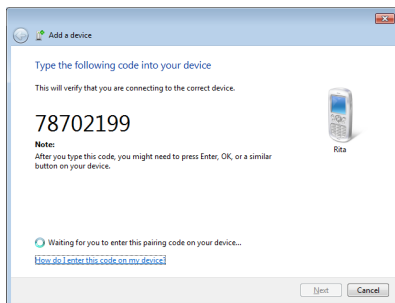 Add a device
Type the following code into your device
This will verify that you are connecting to the correct device.
78702199
Note:
After you type this code, you might need to press Enter, OK, or a similar
button on your device.
Rita
Waiting for you to enter this pairing code on your device...
How do I enter this code on my device?
Next
Cancel